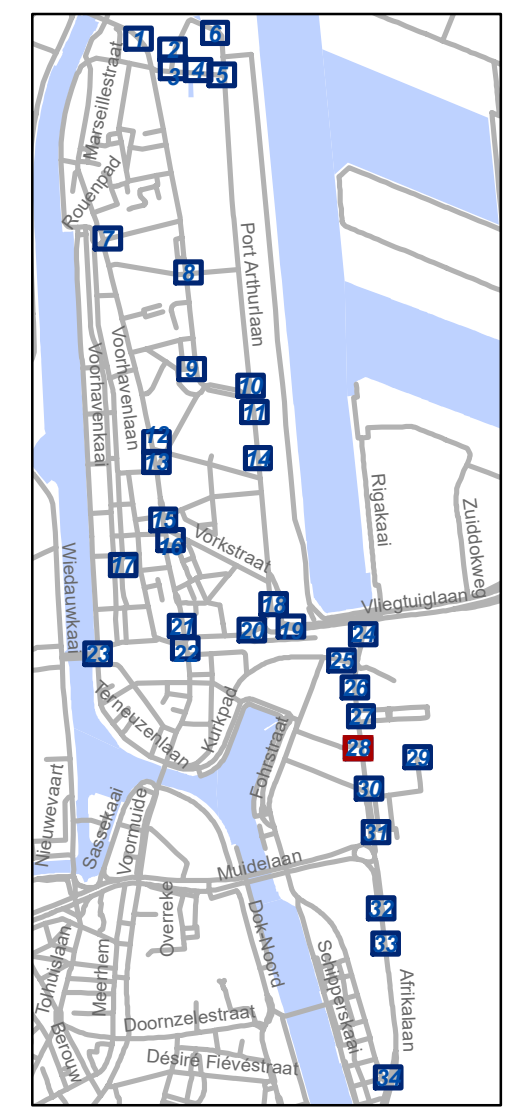 1
2
6
3
4
5
Marseillestraat
Rouenpad
7
Port Arthurlaan
8
Voorhavenlaan
Voorhavenkaai
9
10
11
12
13
14
Rigakaai
Zuiddokweg
15
16
Vorkstraat
17
Wiedauwkaai
18
Vliegtuiglaan
19
20
21
22
23
24
25
26
27
28
29
Terneuzenlaan
Kurkpad
Fohrstraat
30
31
Nieuwevaart
Sassekaai
Voormuide
Muidelaan
32
33
Overreke
Dok-Noord
Schipperskaai
Afrikalaan
Tolhuislaan
Meerhem
Doornzelestraat
Berouw
Désiré Fiévéstraat
34